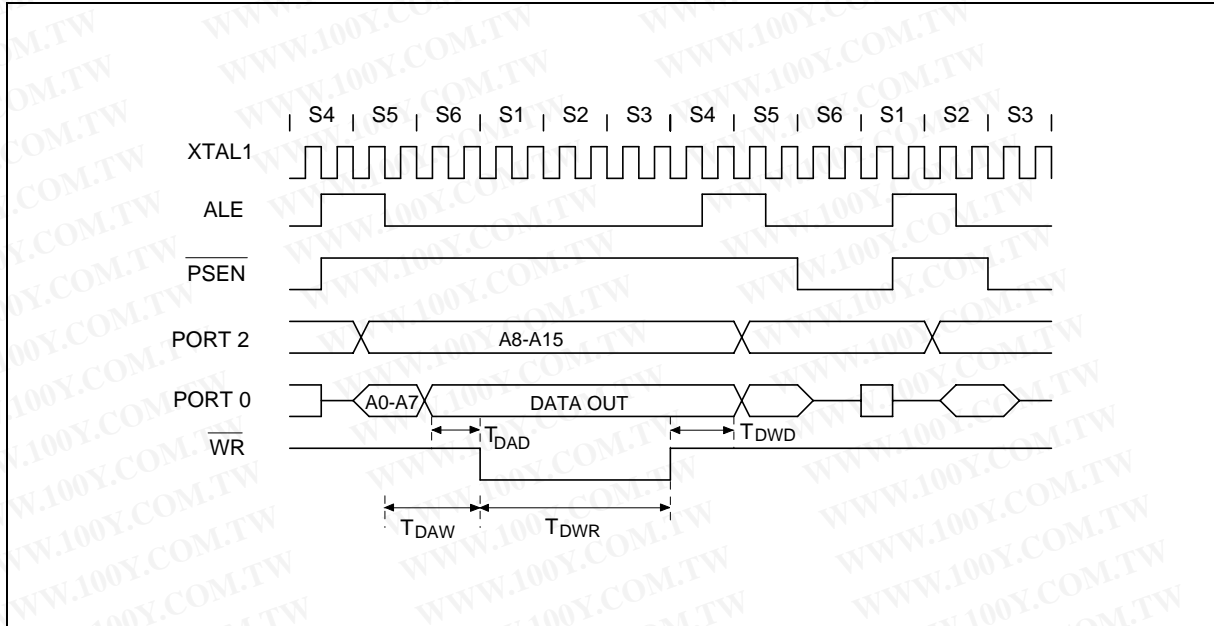 | S4 | S5 | S6 | S1 | S2 | S3 | S4 | S5 | S6 | S1 | S2 | S3 |
XTAL1
ALE
PSEN
PORT 2
A8-A15
PORT 0
A0-A7
DATA OUT
TDAD
TDWD
WR
TDAW
TDWR
WWW.100Y.COM.TW